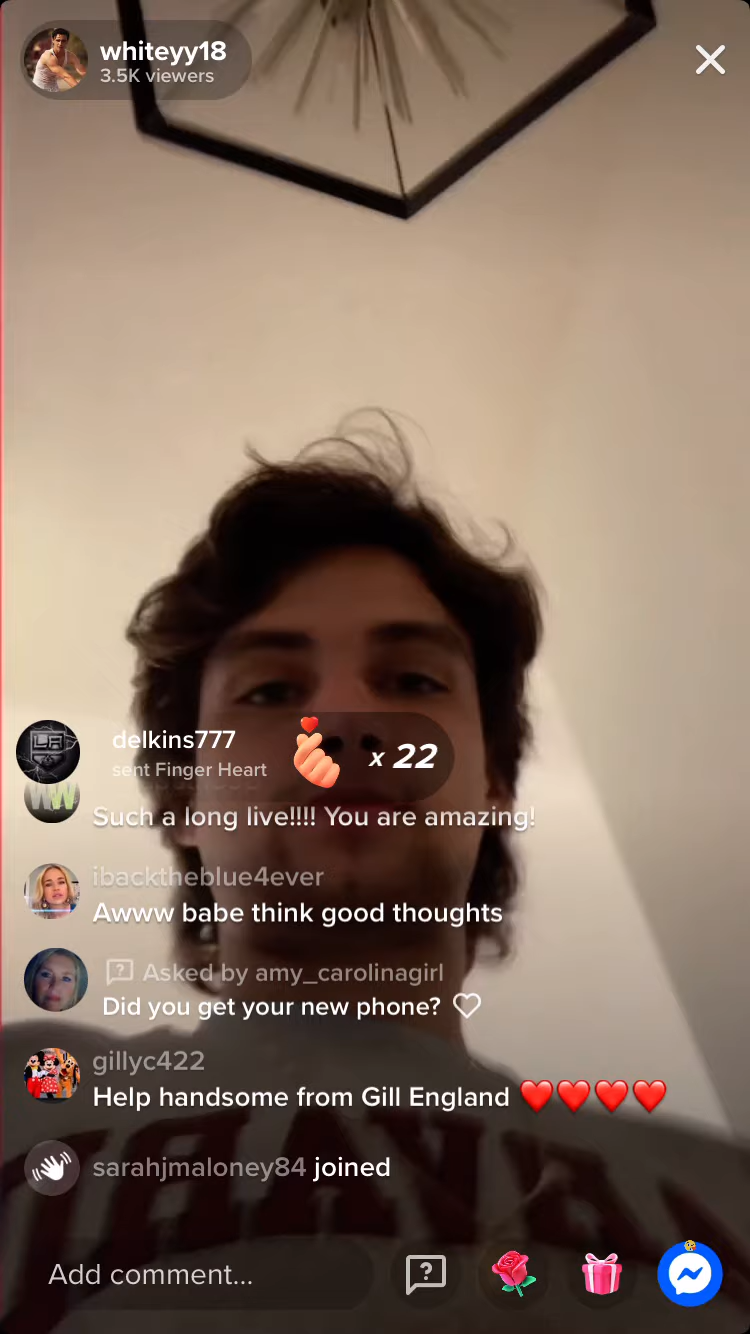 whiteyy18
3.5K viewers
delkins777
sent Finger Heart
x 22
Such a long live!!!! You are amazing!
ibacktheblue4ever
Awww babe think good thoughts
Asked by amy_carolinagirl
Did you get your new phone?
gillyc422
Help handsome from Gill England ❤️❤️❤️❤️
sarahjmaloney84 joined
Add comment...